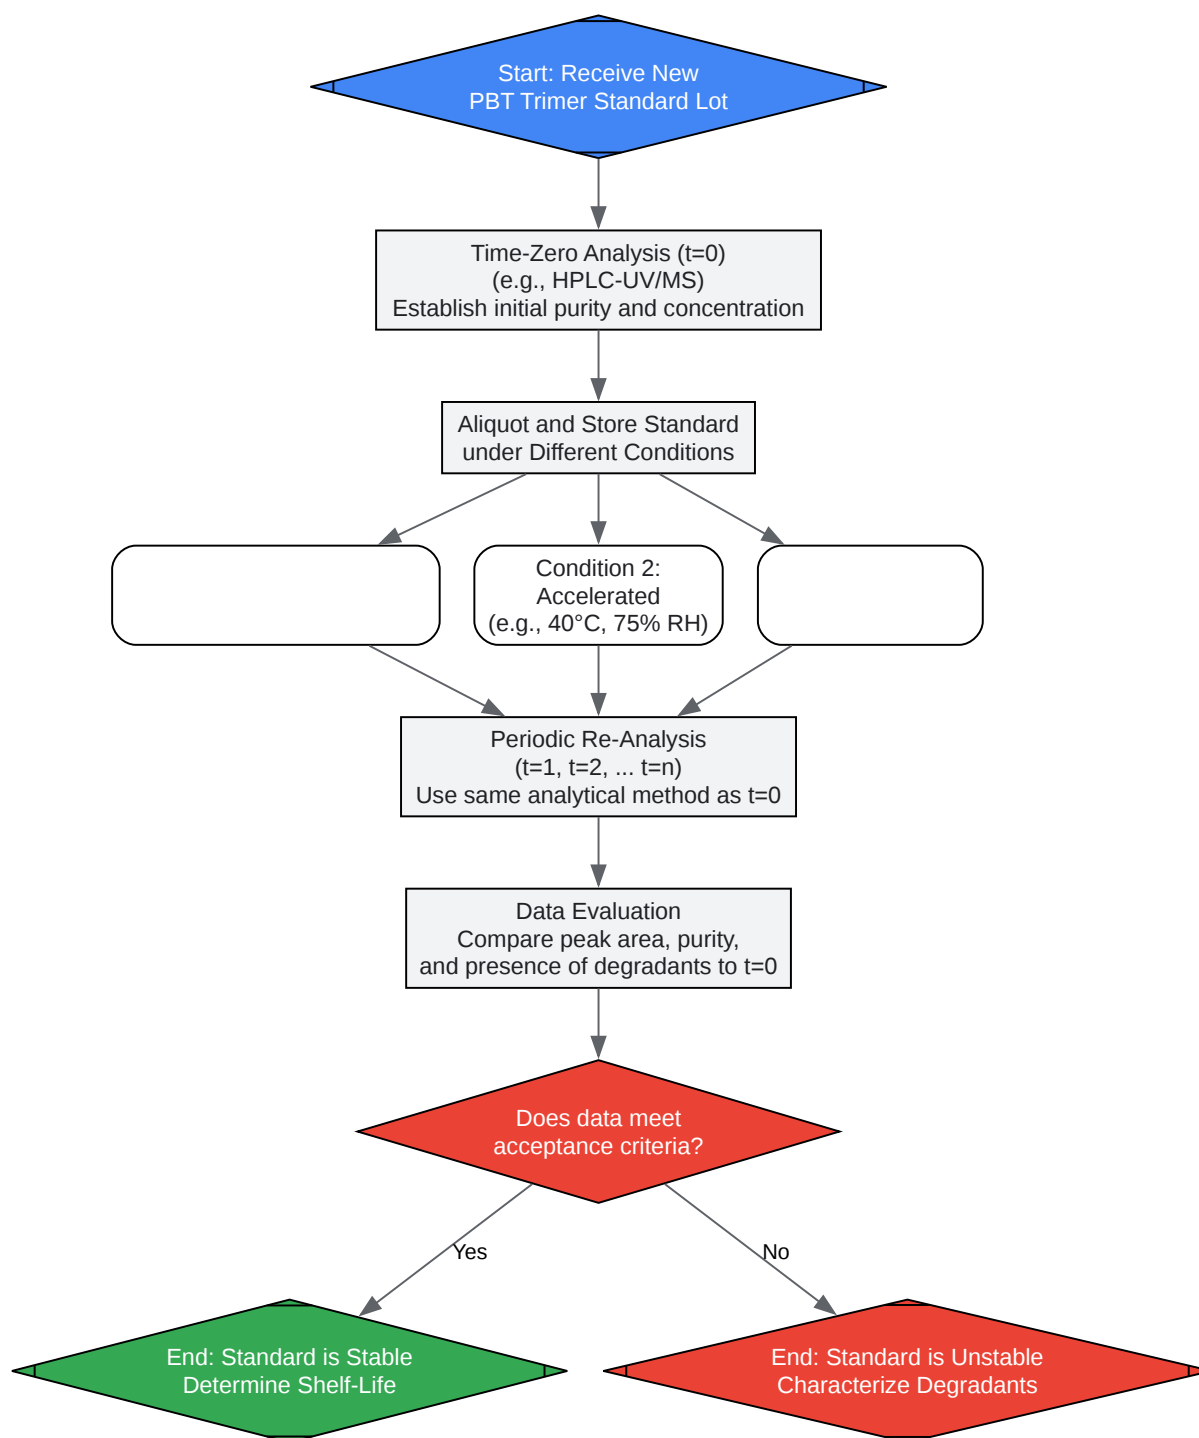 Start: Receive New
PBT Trimer Standard Lot
Time-Zero Analysis (t=0)
(e.g., HPLC-UV/MS)
Establish initial purity and concentration
Aliquot and Store Standard
under Different Conditions
Condition 2:
Accelerated
(e.g., 40°C, 75% RH)
Periodic Re-Analysis
(t=1, t=2, ... t=n)
Use same analytical method as t=0
Data Evaluation
Compare peak area, purity,
and presence of degradants to t=0
Does data meet
acceptance criteria?
Yes
No
End: Standard is Stable
Determine Shelf-Life
End: Standard is Unstable
Characterize Degradants